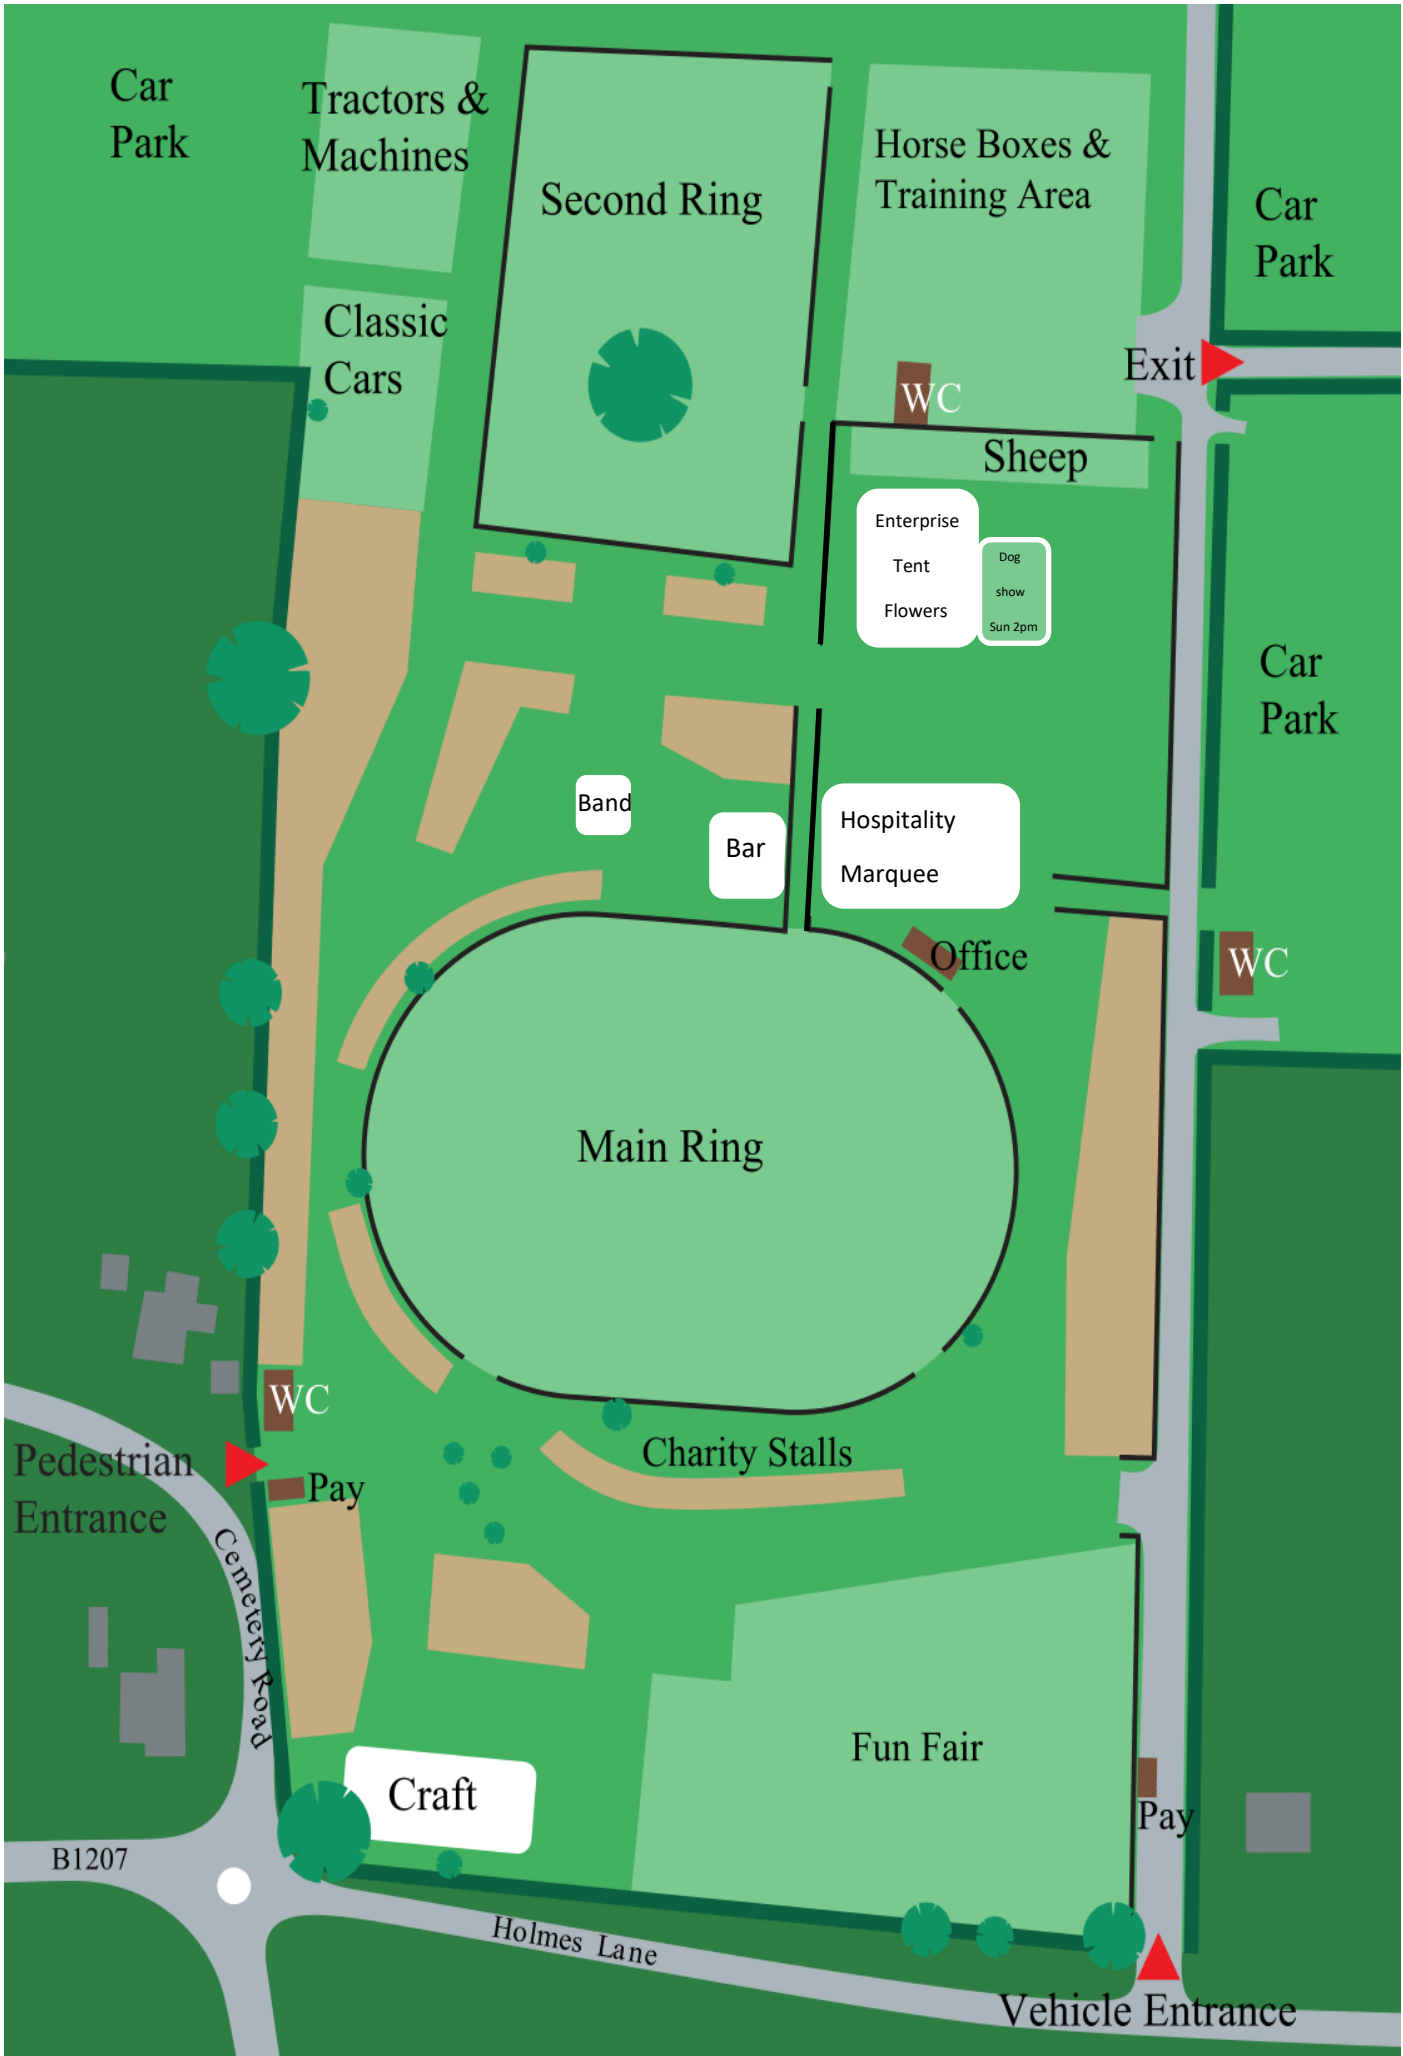 Car
Park
Tractors &
Machines
Second Ring
Horse Boxes &
Training Area
Car
Park
Classic
Cars
Exit
WC
Sheep
Enterprise
Tent
Flowers
Dog
show
Sun 2pm
Car
Park
Band
Bar
Hospitality
Marquee
Office
WC
Main Ring
WC
Pedestrian
Entrance
Pay
Charity Stalls
Cemetery Road
Fun Fair
Craft
Pay
B1207
Holmes Lane
Vehicle Entrance